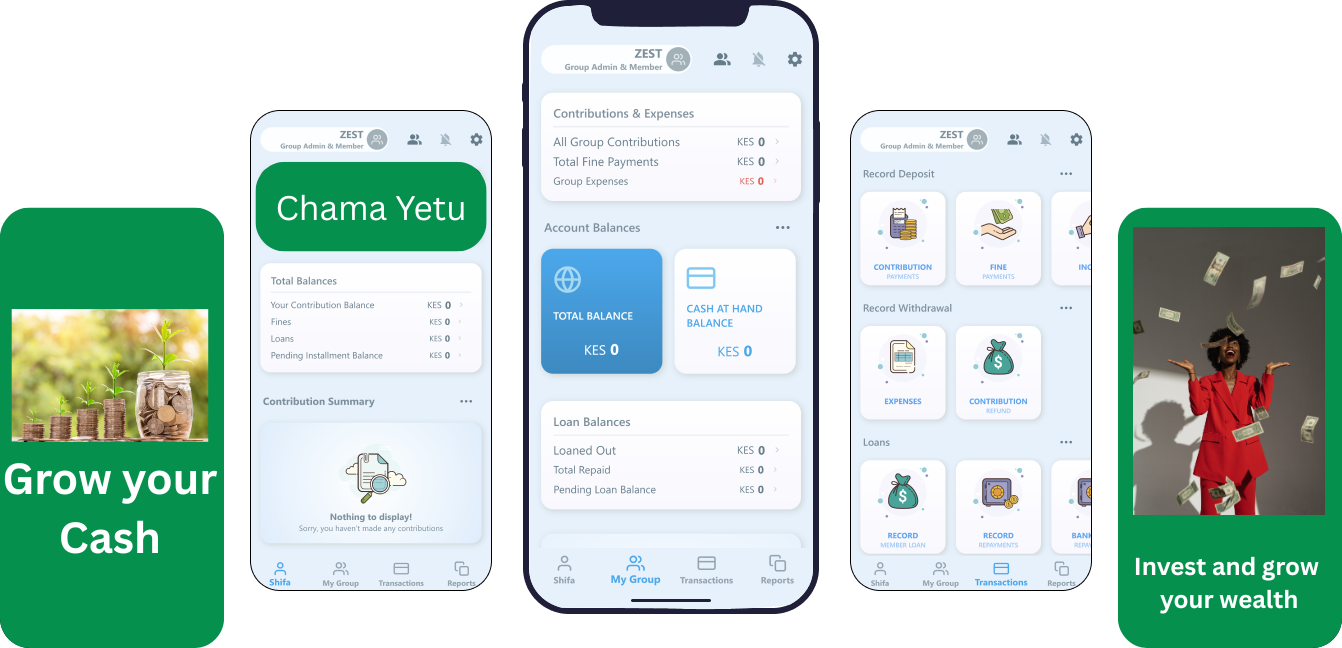 Grow your
Cash
ZEST
Group Admin & Member
Chama Yetu
Total Balances
Your Contribution Balance KES 0
Fines KES 0
Loans KES 0
Pending Installment Balance KES 0
Contribution Summary
Nothing to display!
Sorry, you haven't made any contributions
Shifa My Group Transactions Reports
ZEST
Group Admin & Member
Contributions & Expenses
All Group Contributions KES 0
Total Fine Payments KES 0
Group Expenses KES 0
Account Balances
TOTAL BALANCE
KES 0
CASH AT HAND
BALANCE
KES 0
Loan Balances
Loaned Out KES 0
Total Repaid KES 0
Pending Loan Balance KES 0
Shifa My Group Transactions Reports
ZEST
Group Admin & Member
Record Deposit
CONTRIBUTION
PAYMENTS
FINE
PAYMENTS
Record Withdrawal
EXPENSES
CONTRIBUTION
REFUND
Loans
RECORD
MEMBER LOAN
RECORD
REPAYMENTS
BANK
Shifa My Group Transactions Reports
Invest and grow
your wealth